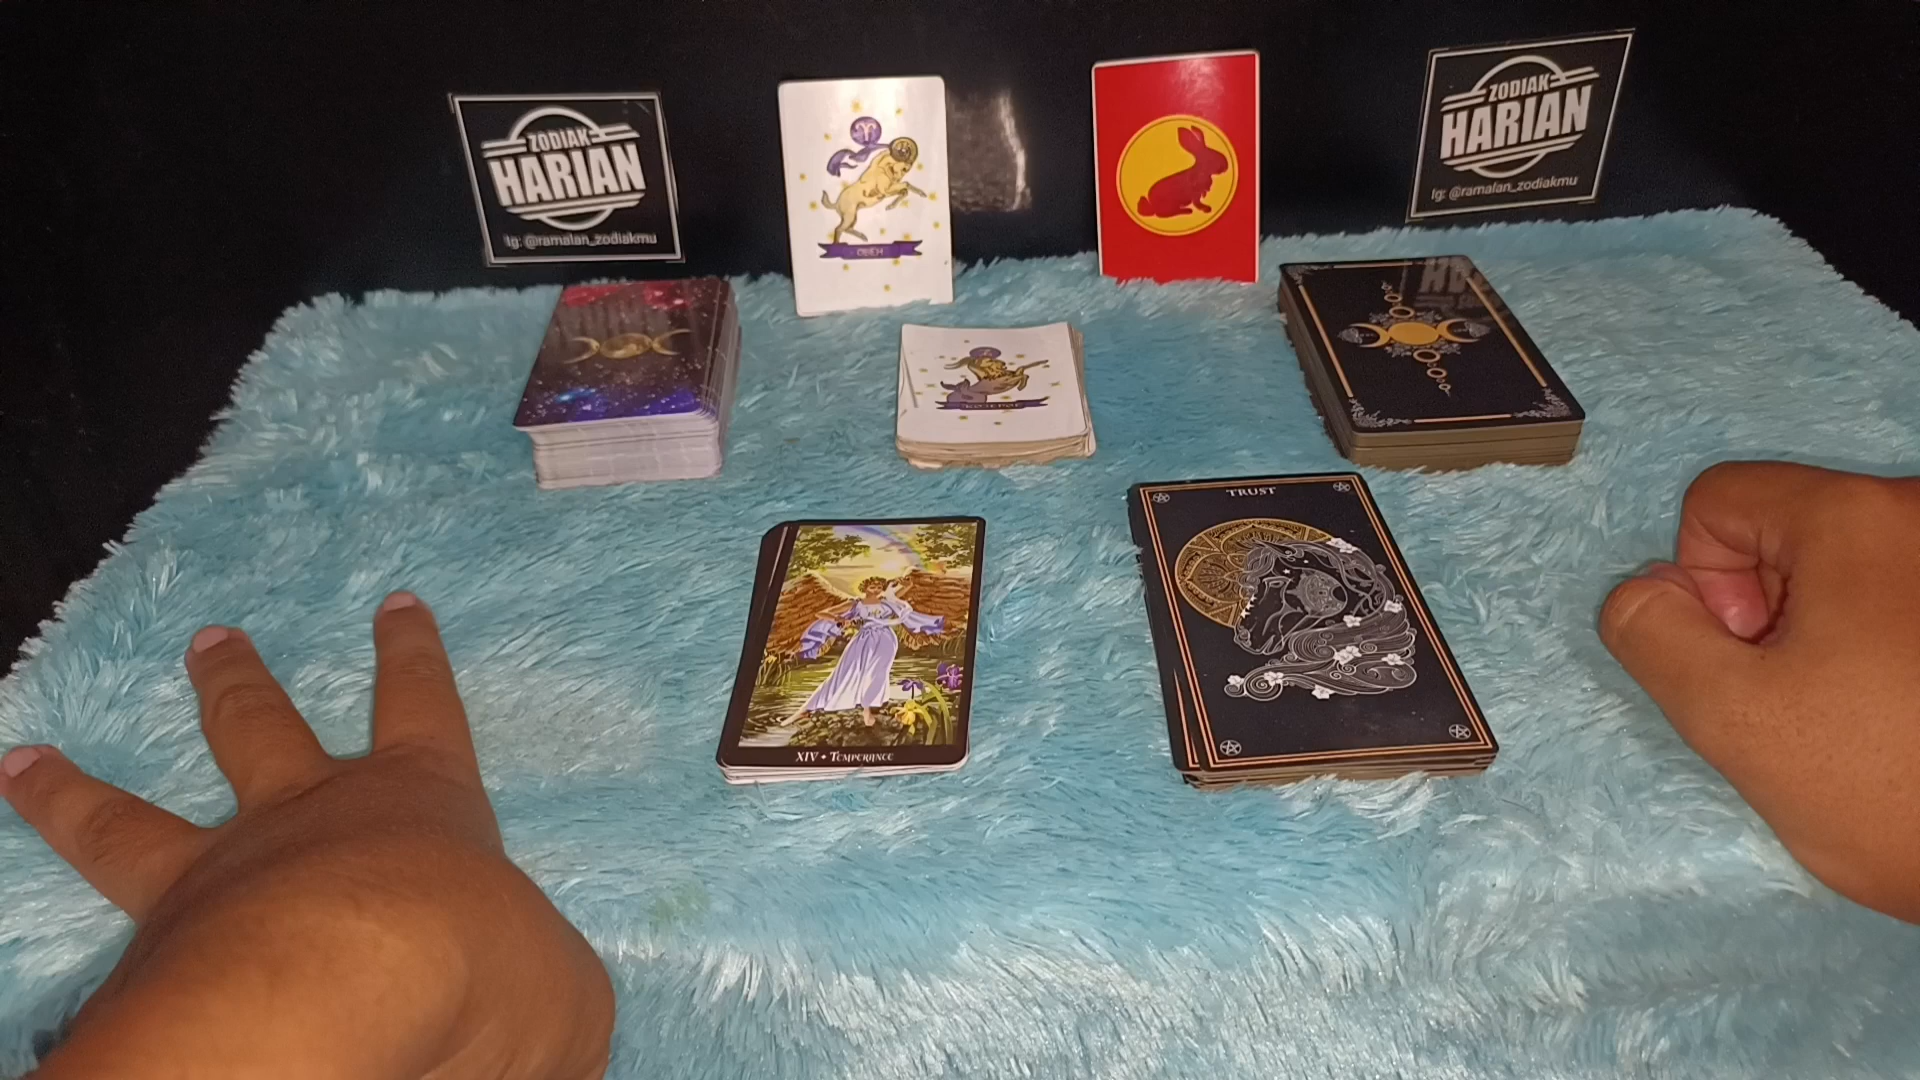 ZODIAK
HARIAN
Ig: @ramalan_zodiakmu
ZODIAK
HARIAN
Ig: @ramalan_zodiakmu
TRUST
XIV • TEMPERANCE